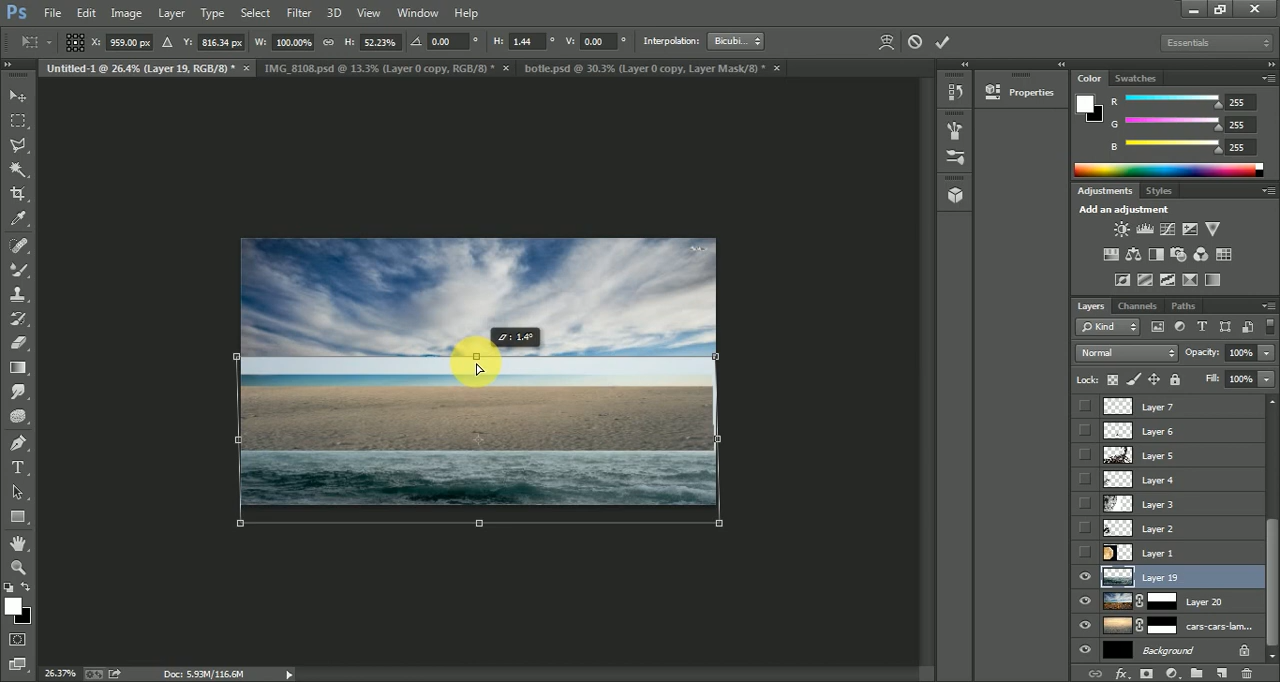 Ps File Edit Image Layer Type Select Filter 3D View Window Help
X: 959.00 px Y: 816.34 px W: 100.00% H: 52.23% 0.00 ° H: 1.44 ° V: 0.00 ° Interpolation: Bicubi... Essentials
Untitled-1 @ 26.4% (Layer 19, RGB/8) * × IMG_8108.psd @ 13.3% (Layer 0 copy, RGB/8) * × botle.psd @ 30.3% (Layer 0 copy, Layer Mask/8) * ×
Properties
Color Swatches
R 255
G 255
B 255
Adjustments Styles
Add an adjustment
Layers Channels Paths
Kind
Normal Opacity: 100%
Lock: Fill: 100%
Layer 7
Layer 6
Layer 5
Layer 4
Layer 3
Layer 2
Layer 1
Layer 19
Layer 20
cars-cars-lam...
Background
1.4°
26.37% Doc: 5.93M/116.6M